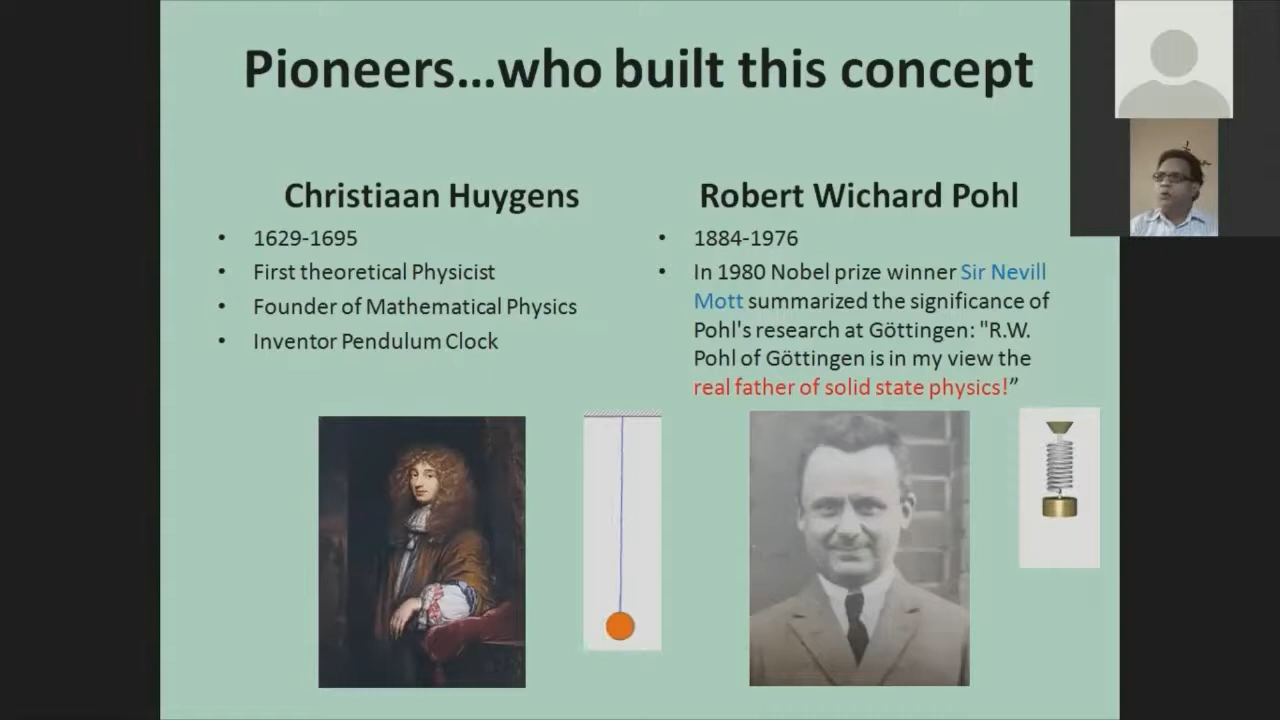 Pioneers...who built this concept
Christiaan Huygens
• 1629-1695
• First theoretical Physicist
• Founder of Mathematical Physics
• Inventor Pendulum Clock
Robert Wichard Pohl
• 1884-1976
• In 1980 Nobel prize winner Sir Nevill
Mott summarized the significance of
Pohl's research at Göttingen: "R.W.
Pohl of Göttingen is in my view the
real father of solid state physics!”